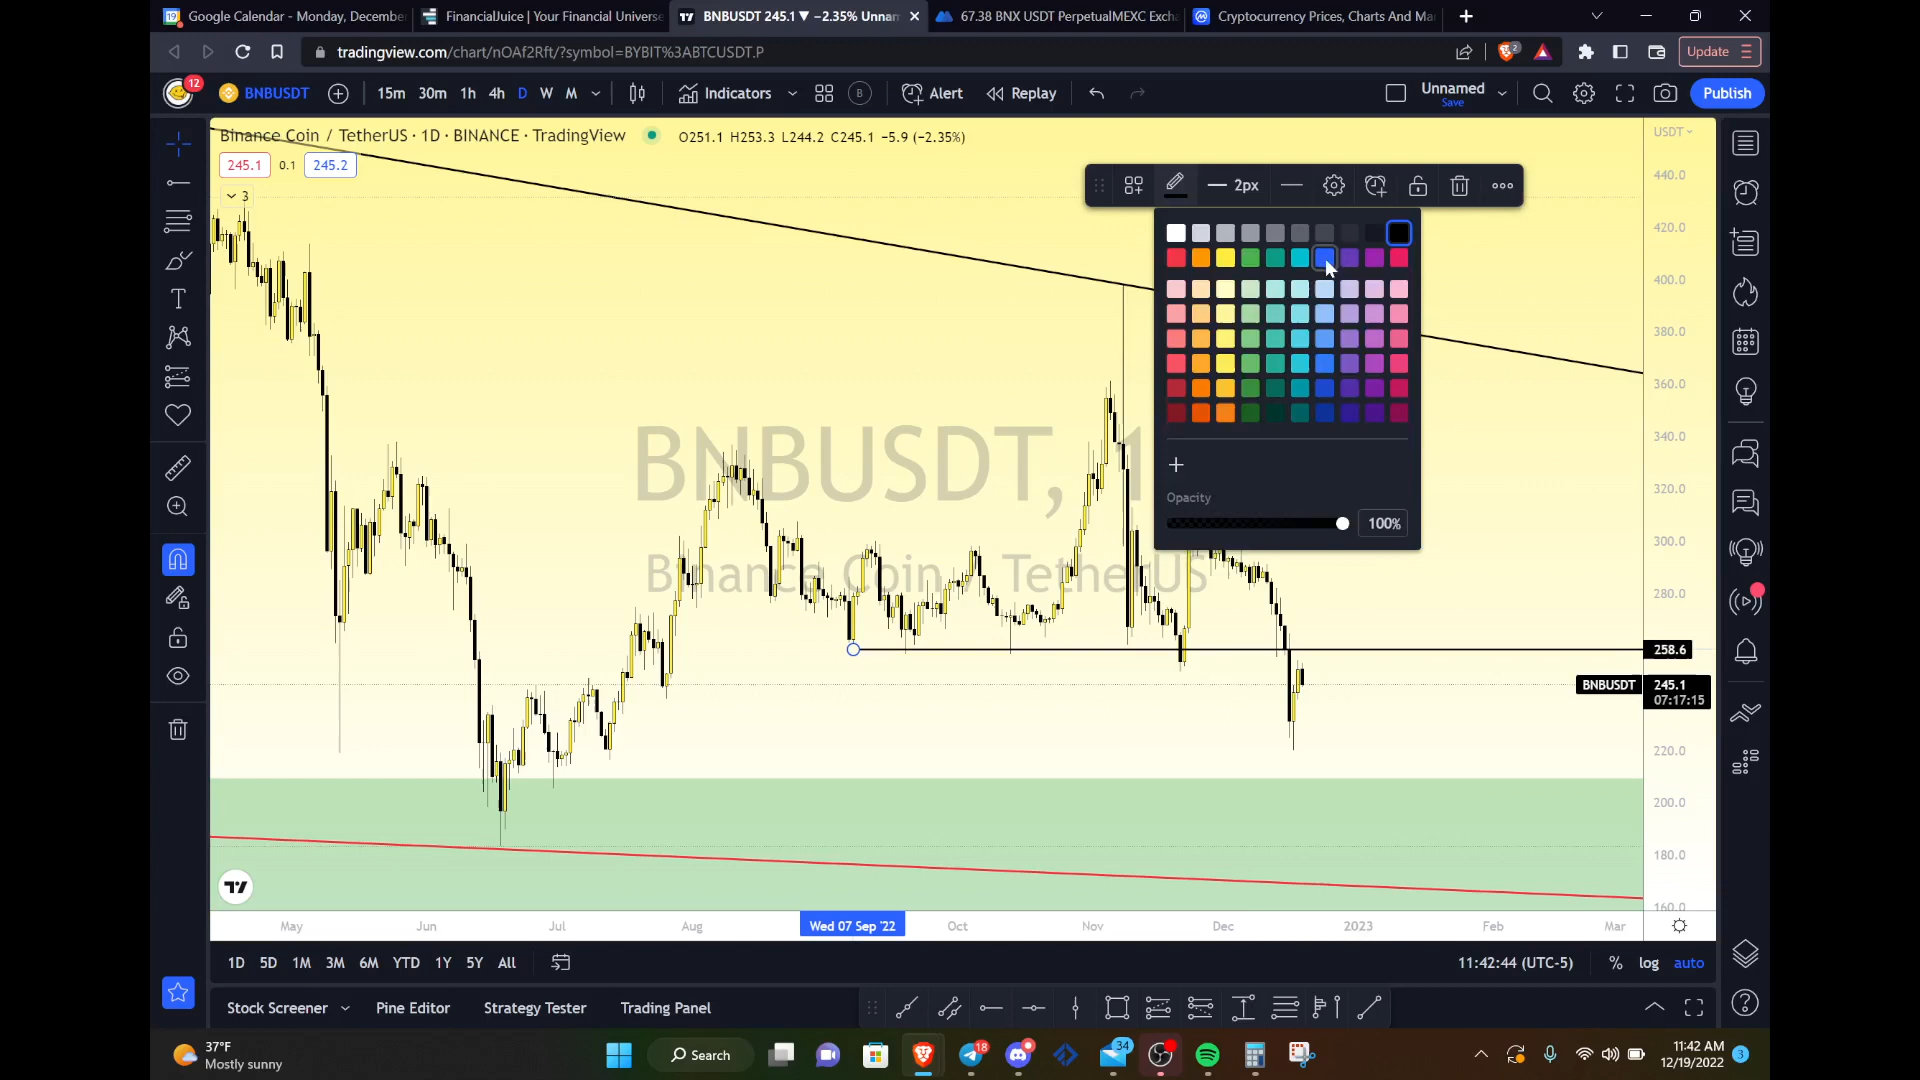 Google Calendar - Monday, December
FinancialJuice | Your Financial Universe
BNBUSDT 245.1 ▼ −2.35% Unnam
67.38 BNX USDT PerpetualMEXC Exch
Cryptocurrency Prices, Charts And Mar
tradingview.com/chart/nOAf2Rft/?symbol=BYBIT%3ABTCUSDT.P
2
Update
12
BNBUSDT
15m 30m 1h 4h D W M
Indicators
B
Alert
Replay
Unnamed
Save
Publish
Binance Coin / TetherUS · 1D · BINANCE · TradingView
O251.1 H253.3 L244.2 C245.1 −5.9 (−2.35%)
USDT
245.1
0.1
245.2
3
2px
Opacity
100%
BNBUSDT, 1
Binance Coin / TetherUS
440.0
420.0
400.0
380.0
360.0
340.0
320.0
300.0
280.0
258.6
BNBUSDT
245.1
07:17:15
220.0
200.0
180.0
160.0
May Jun Jul Aug Wed 07 Sep '22 Oct Nov Dec 2023 Feb Mar
1D 5D 1M 3M 6M YTD 1Y 5Y All
11:42:44 (UTC-5)
% log auto
Stock Screener
Pine Editor
Strategy Tester
Trading Panel
37°F
Mostly sunny
Search
18
34
11:42 AM
12/19/2022
3